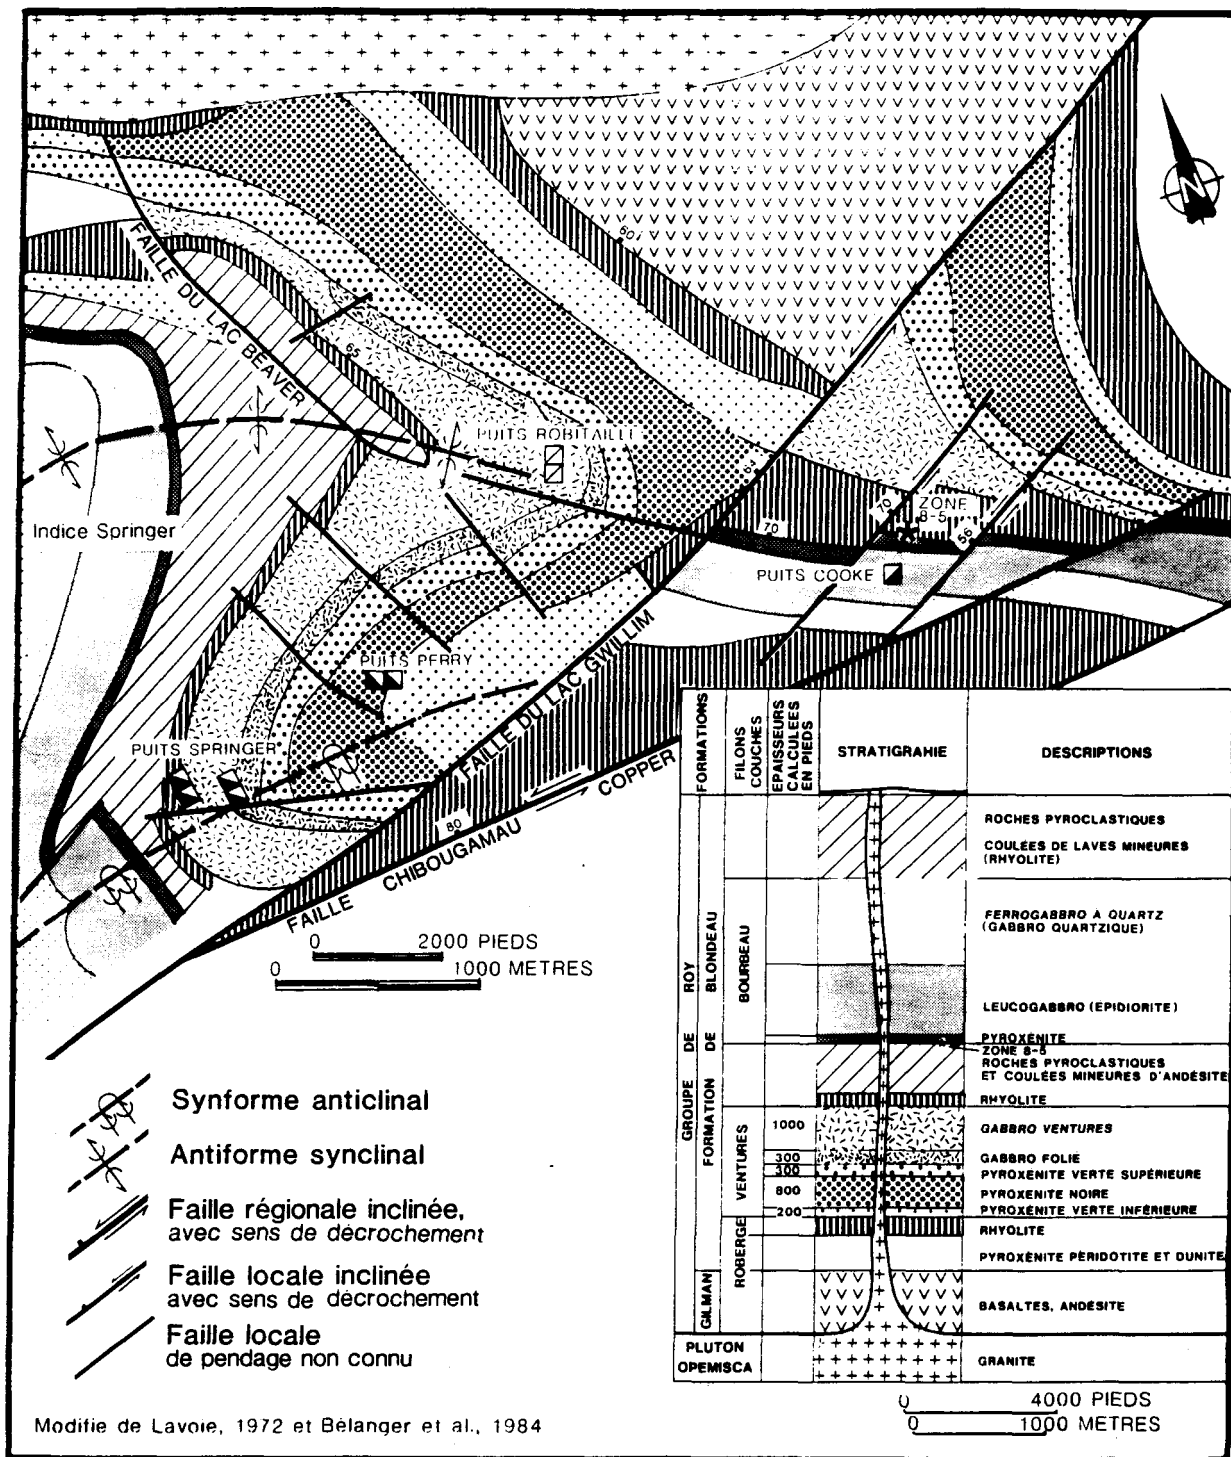 60
N
FAILLE DU LAC BEAVER
65
PUITS ROBITAILLE
64
70
70
ZONE
8-5
56
Indice Springer
PUITS COOKE
PUITS PERRY
FAILLE DU LAC GWILLIM
PUITS SPRINGER
80
FAILLE CHIBOUGAMAU COPPER
0 2000 PIEDS
0 1000 METRES
Synforme anticlinal
Antiforme synclinal
Faille régionale inclinée,
avec sens de décrochement
Faille locale inclinée
avec sens de décrochement
Faille locale
de pendage non connu
Modifie de Lavoie, 1972 et Bélanger et al., 1984
FORMATIONS
FILONS
COUCHES
EPAISSEURS
CALCULEES
EN PIEDS
STRATIGRAHIE
DESCRIPTIONS
GROUPE DE ROY
FORMATION DE BLONDEAU
GILMAN
BOURBEAU
VENTURES
ROBERGE
ROCHES PYROCLASTIQUES
COULÉES DE LAVES MINEURES
(RHYOLITE)
FERROGABBRO A QUARTZ
(GABBRO QUARTZIQUE)
LEUCOGABBRO (EPIDIORITE)
PYROXÉNITE
ZONE 8-5
ROCHES PYROCLASTIQUES
ET COULÉES MINEURES D'ANDÉSITE
RHYOLITE
1000 GABBRO VENTURES
300 GABBRO FOLIÉ
300 PYROXÉNITE VERTE SUPÉRIEURE
800 PYROXENITE NOIRE
200 PYROXÉNITE VERTE INFÉRIEURE
RHYOLITE
PYROXÉNITE PÉRIDOTITE ET DUNITE
BASALTES, ANDÉSITE
PLUTON
OPEMISCA
GRANITE
0 4000 PIEDS
0 1000 METRES